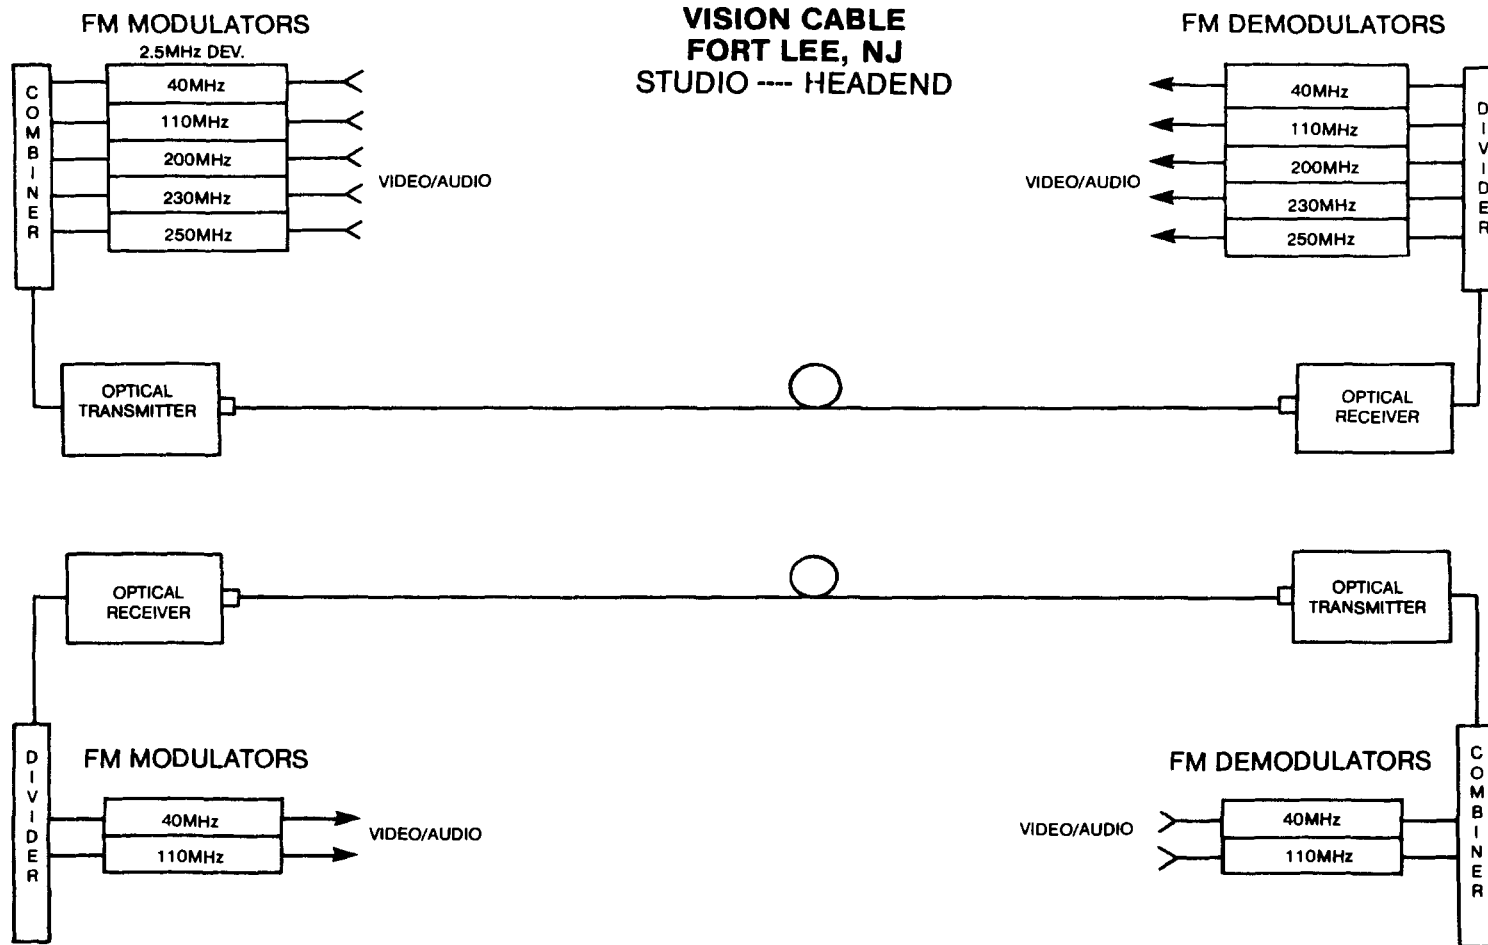 VISION CABLE
FORT LEE, NJ
STUDIO ---- HEADEND
FM MODULATORS
2.5MHz DEV.
COMBINER
40MHz
110MHz
200MHz
230MHz
250MHz
VIDEO/AUDIO
FM DEMODULATORS
40MHz
110MHz
200MHz
230MHz
250MHz
VIDEO/AUDIO
DIVIDER
OPTICAL
TRANSMITTER
OPTICAL
RECEIVER
OPTICAL
RECEIVER
OPTICAL
TRANSMITTER
DIVIDER
FM MODULATORS
40MHz
110MHz
VIDEO/AUDIO
FM DEMODULATORS
VIDEO/AUDIO
40MHz
110MHz
COMBINER